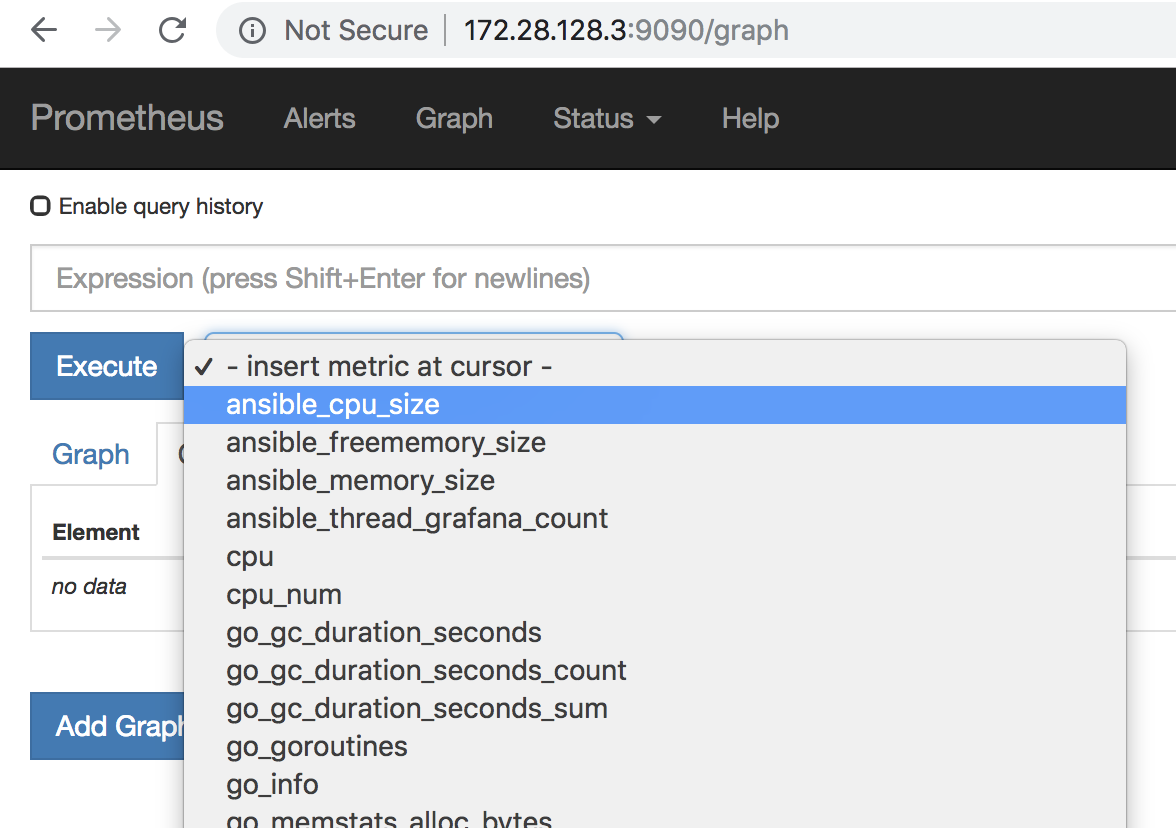 Not Secure | 172.28.128.3:9090/graph
Prometheus Alerts Graph Status Help
Enable query history
Expression (press Shift+Enter for newlines)
Execute
- insert metric at cursor -
ansible_cpu_size
ansible_freememory_size
ansible_memory_size
ansible_thread_grafana_count
cpu
cpu_num
go_gc_duration_seconds
go_gc_duration_seconds_count
go_gc_duration_seconds_sum
go_goroutines
go_info
go_memstats_alloc_bytes
Graph
Element
no data
Add Graph